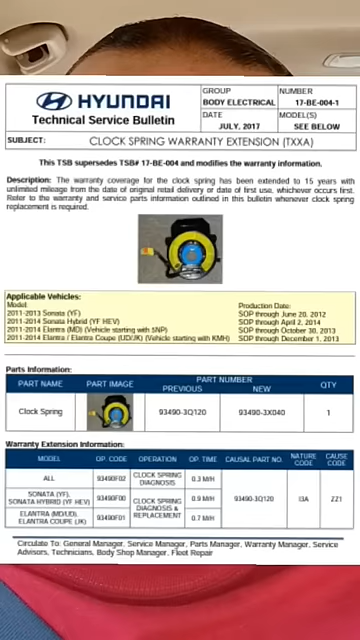 HYUNDAI
Technical Service Bulletin
GROUP
BODY ELECTRICAL
NUMBER
17-BE-004-1
DATE
JULY, 2017
MODEL(S)
SEE BELOW
SUBJECT:
CLOCK SPRING WARRANTY EXTENSION (TXXA)
This TSB supersedes TSB# 17-BE-004 and modifies the warranty information.
Description: The warranty coverage for the clock spring has been extended to 15 years with
unlimited mileage from the date of original retail delivery or date of first use, whichever occurs first.
Refer to the warranty and service parts information outlined in this bulletin whenever clock spring
replacement is required.
Applicable Vehicles:
Model
Production Date:
2011-2013 Sonata (YF)
SOP through June 20, 2012
2011-2014 Sonata Hybrid (YF HEV)
SOP through April 2, 2014
2011-2014 Elantra (MD) (Vehicle starting with 5NP)
SOP through October 30, 2013
2011-2014 Elantra / Elantra Coupe (UD/JK) (Vehicle starting with KMH)
SOP through December 1, 2013
Parts Information:
PART NAME
PART IMAGE
PART NUMBER
PREVIOUS
NEW
QTY
Clock Spring
93490-3Q120
93490-3X040
1
Warranty Extension Information:
MODEL
OP. CODE
OPERATION
OP. TIME
CAUSAL PART NO.
NATURE
CODE
CAUSE
CODE
ALL
93490F02
CLOCK SPRING
DIAGNOSIS
0.3 M/H
SONATA (YF),
SONATA HYBRID (YF HEV)
93490F00
CLOCK SPRING
DIAGNOSIS &
REPLACEMENT
0.9 M/H
93490-3Q120
I3A
ZZ1
ELANTRA (MD/UD),
ELANTRA COUPE (JK)
93490F01
0.7 M/H
Circulate To: General Manager, Service Manager, Parts Manager, Warranty Manager, Service
Advisors, Technicians, Body Shop Manager, Fleet Repair